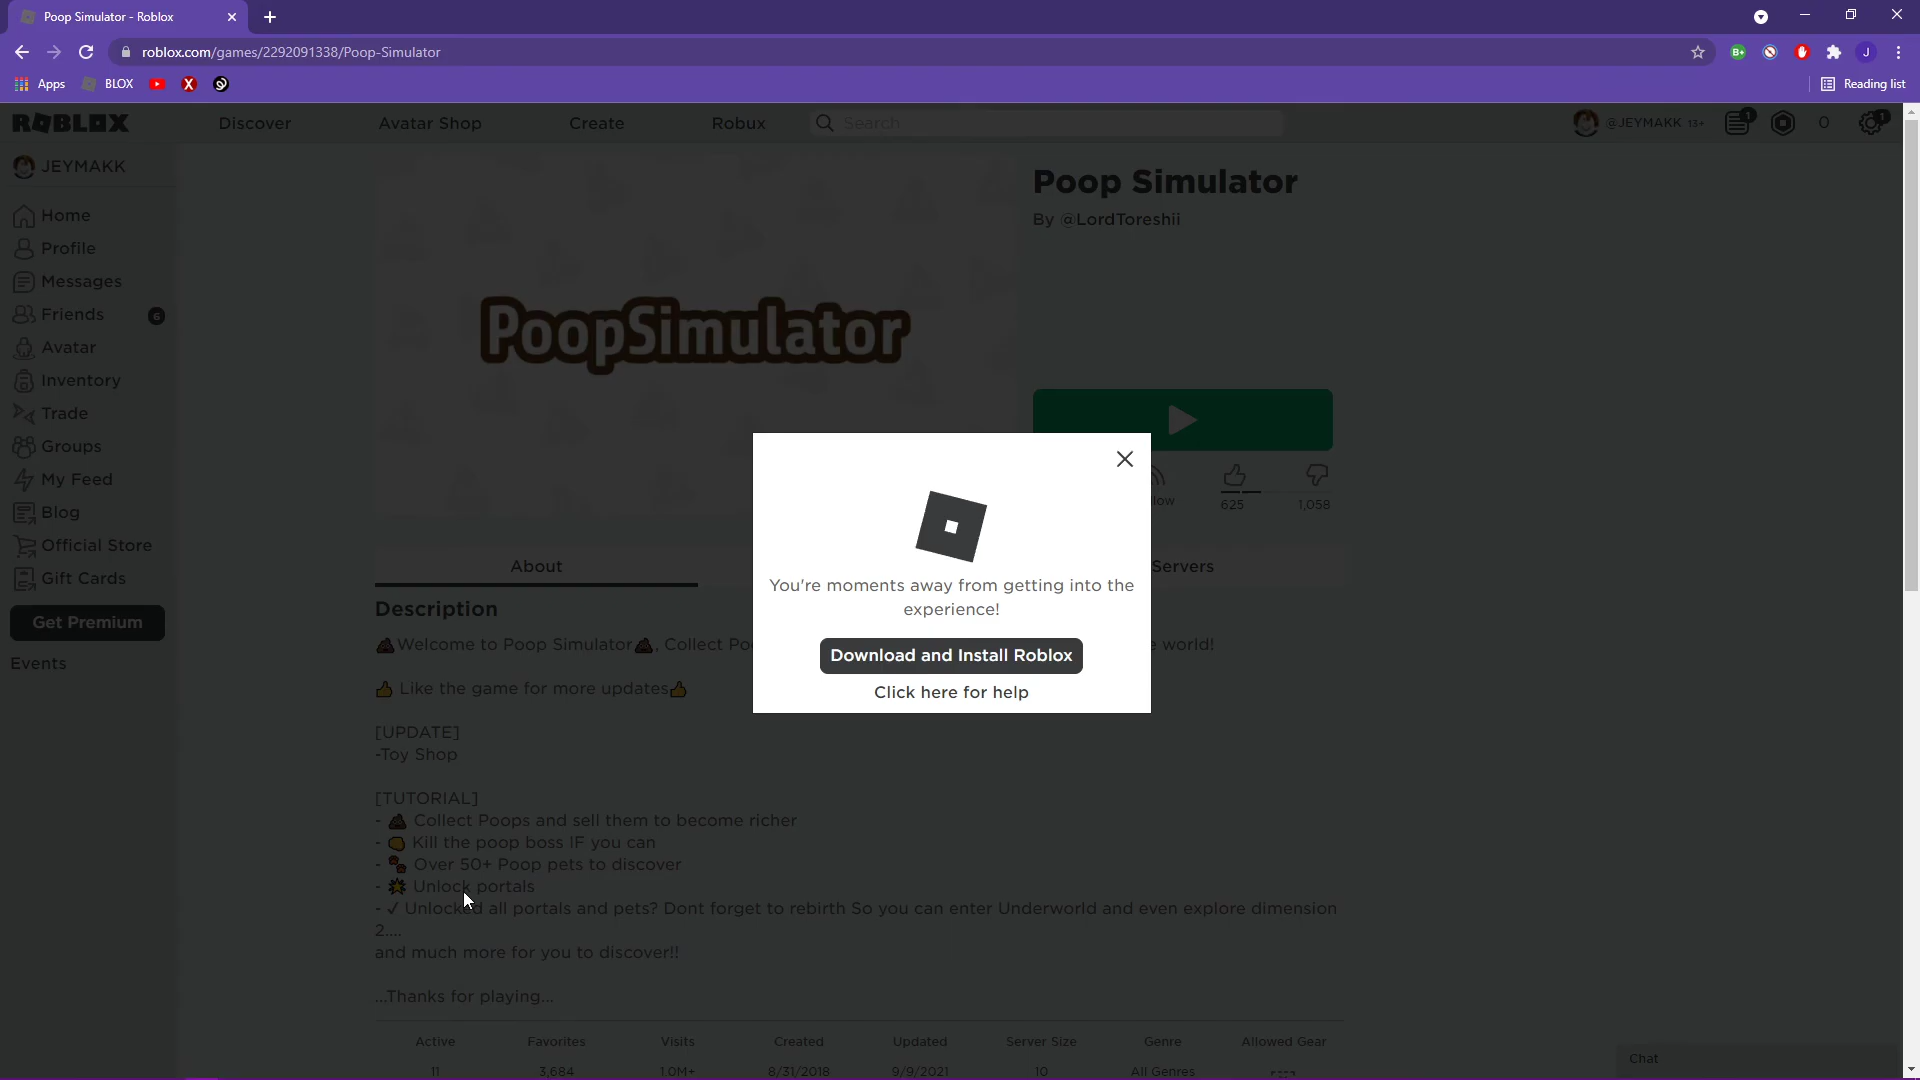 Poop Simulator - Roblox
roblox.com/games/2292091338/Poop-Simulator
B+
J
Apps
BLOX
X
Reading list
ROBLOX
Discover
Avatar Shop
Create
Robux
Search
@JEYMAKK 13+
1
0
1
JEYMAKK
Home
Profile
Messages
Friends
6
Avatar
Inventory
Trade
Groups
My Feed
Blog
Official Store
Gift Cards
Get Premium
Events
PoopSimulator
Poop Simulator
By @LordToreshii
low
625
1,058
You're moments away from getting into the
experience!
Download and Install Roblox
Click here for help
About
Servers
Description
💩Welcome to Poop Simulator💩, Collect Po
e world!
👍 Like the game for more updates👍
[UPDATE]
-Toy Shop
[TUTORIAL]
- 💩 Collect Poops and sell them to become richer
- 👊 Kill the poop boss IF you can
- 🐾 Over 50+ Poop pets to discover
- 🌟 Unlock portals
- ✓ Unlocked all portals and pets? Dont forget to rebirth So you can enter Underworld and even explore dimension
2....
and much more for you to discover!!
...Thanks for playing...
Active Favorites Visits Created Updated Server Size Genre Allowed Gear
11 3,684 1.0M+ 8/31/2018 9/9/2021 10 All Genres
Chat